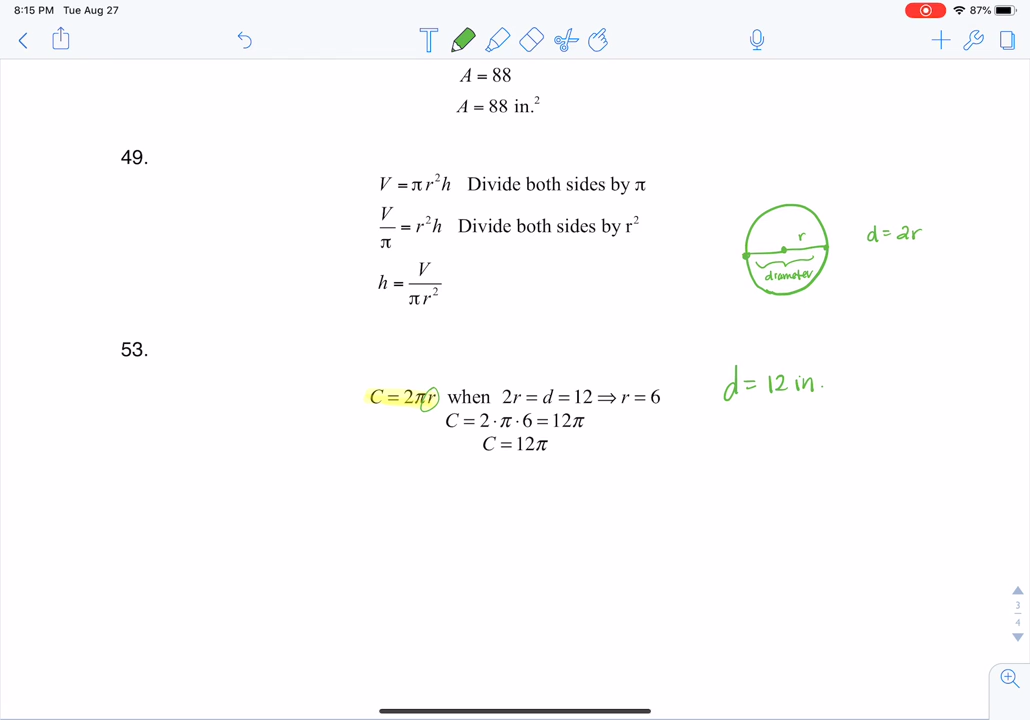 8:15 PM Tue Aug 27
87%
T
A = 88
A = 88 in.²
49.
V = π r²h Divide both sides by π
V/π = r²h Divide both sides by r²
h = V/(π r²)
r
diameter
d = 2r
53.
C = 2πr when 2r = d = 12 ⇒ r = 6
C = 2 · π · 6 = 12π
C = 12π
d = 12 in.
3
4